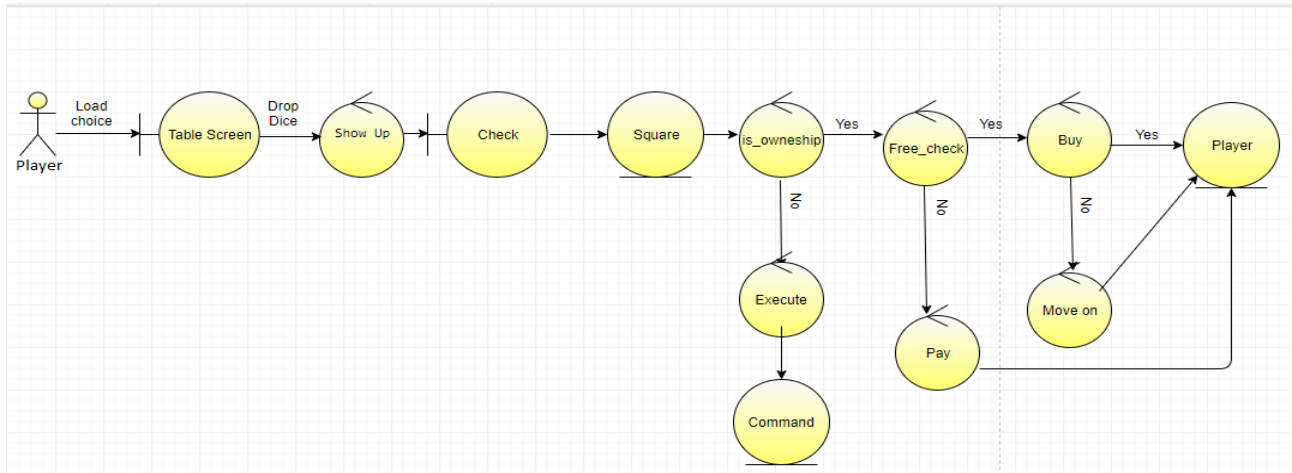 Load
choice
Player
Table Screen
Drop
Dice
Show Up
Check
Square
is_owneship
Yes
Free_check
Yes
Buy
Yes
Player
No
No
No
Execute
Move on
Pay
Command